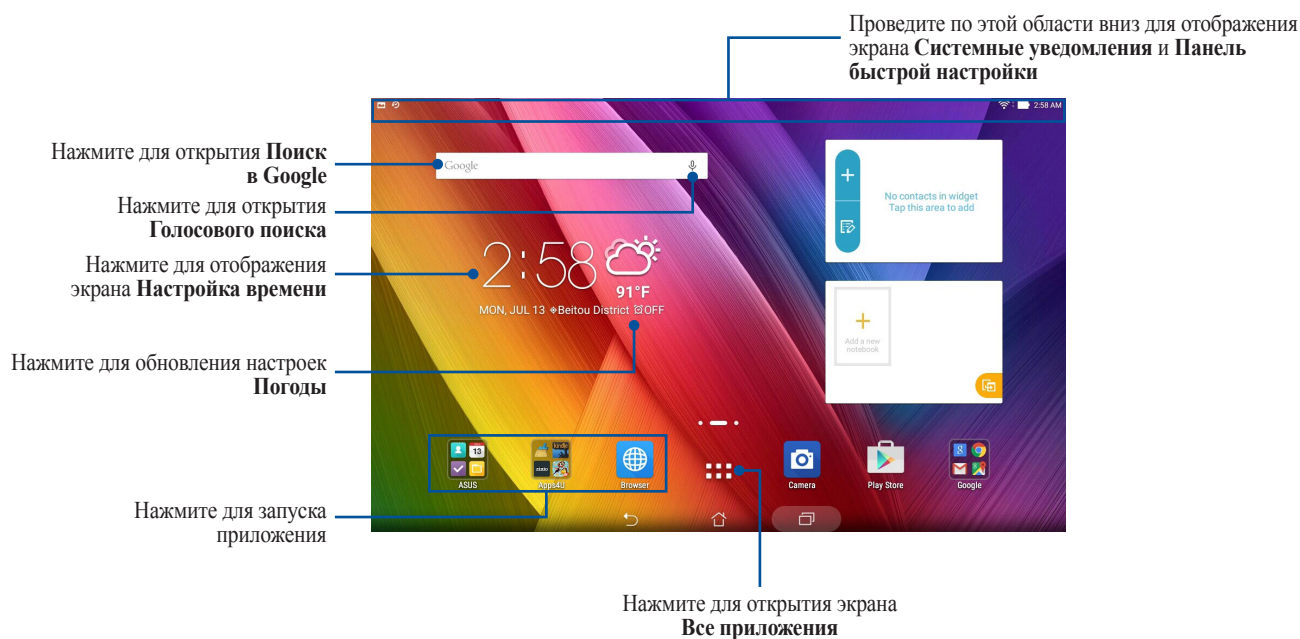 Проведите по этой области вниз для отображения
экрана Системные уведомления и Панель
быстрой настройки
2:58 AM
Нажмите для открытия Поиск
в Google
Google
Нажмите для открытия
Голосового поиска
No contacts in widget
Tap this area to add
Нажмите для отображения
экрана Настройка времени
2:58
91°F
MON, JUL 13 Beitou District OFF
Add a new
notebook
Нажмите для обновления настроек
Погоды
13
kindle
zinio
8
ASUS
Apps4U
Browser
Camera
Play Store
Google
Нажмите для запуска
приложения
Нажмите для открытия экрана
Все приложения